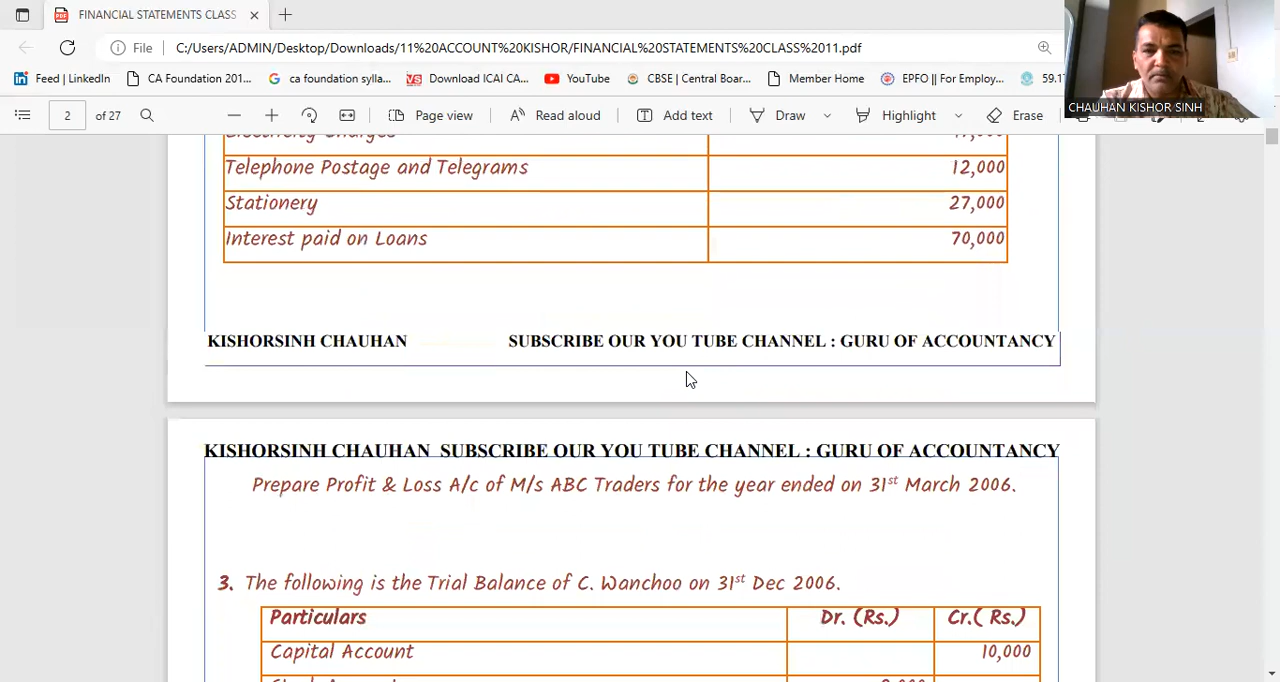 FINANCIAL STATEMENTS CLASS
File C:/Users/ADMIN/Desktop/Downloads/11%20ACCOUNT%20KISHOR/FINANCIAL%20STATEMENTS%20CLASS%2011.pdf
Feed | LinkedIn CA Foundation 201... ca foundation sylla... Download ICAI CA... YouTube CBSE | Central Boar... Member Home EPFO || For Employ... 59.1
CHAUHAN KISHOR SINH
2 of 27 Page view Read aloud Add text Draw Highlight Erase
Electricity Charges 17,000
Telephone Postage and Telegrams 12,000
Stationery 27,000
Interest paid on Loans 70,000
KISHORSINH CHAUHAN SUBSCRIBE OUR YOU TUBE CHANNEL : GURU OF ACCOUNTANCY
KISHORSINH CHAUHAN SUBSCRIBE OUR YOU TUBE CHANNEL : GURU OF ACCOUNTANCY
Prepare Profit & Loss A/c of M/s ABC Traders for the year ended on 31st March 2006.
3. The following is the Trial Balance of C. Wanchoo on 31st Dec 2006.
Particulars Dr. (Rs.) Cr.( Rs.)
Capital Account 10,000